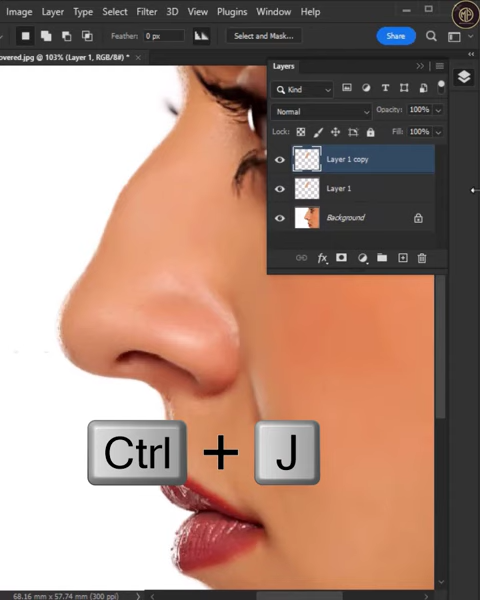 Image Layer Type Select Filter 3D View Plugins Window Help
Feather: 0 px Select and Mask... Share
overed.jpg @ 103% (Layer 1, RGB/8#) *
Layers
Kind
Normal Opacity: 100%
Lock: Fill: 100%
Layer 1 copy
Layer 1
Background
fx
Ctrl + J
68.16 mm x 57.74 mm (300 ppi)